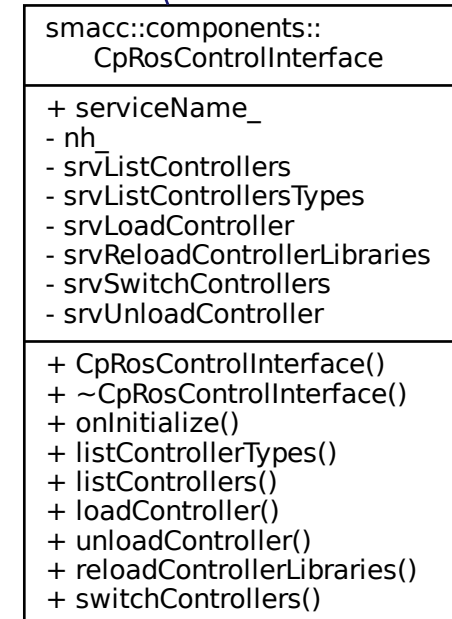 smacc::components::
CpRosControlInterface
+ serviceName_
- nh_
- srvListControllers
- srvListControllersTypes
- srvLoadController
- srvReloadControllerLibraries
- srvSwitchControllers
- srvUnloadController
+ CpRosControlInterface()
+ ~CpRosControlInterface()
+ onInitialize()
+ listControllerTypes()
+ listControllers()
+ loadController()
+ unloadController()
+ reloadControllerLibraries()
+ switchControllers()